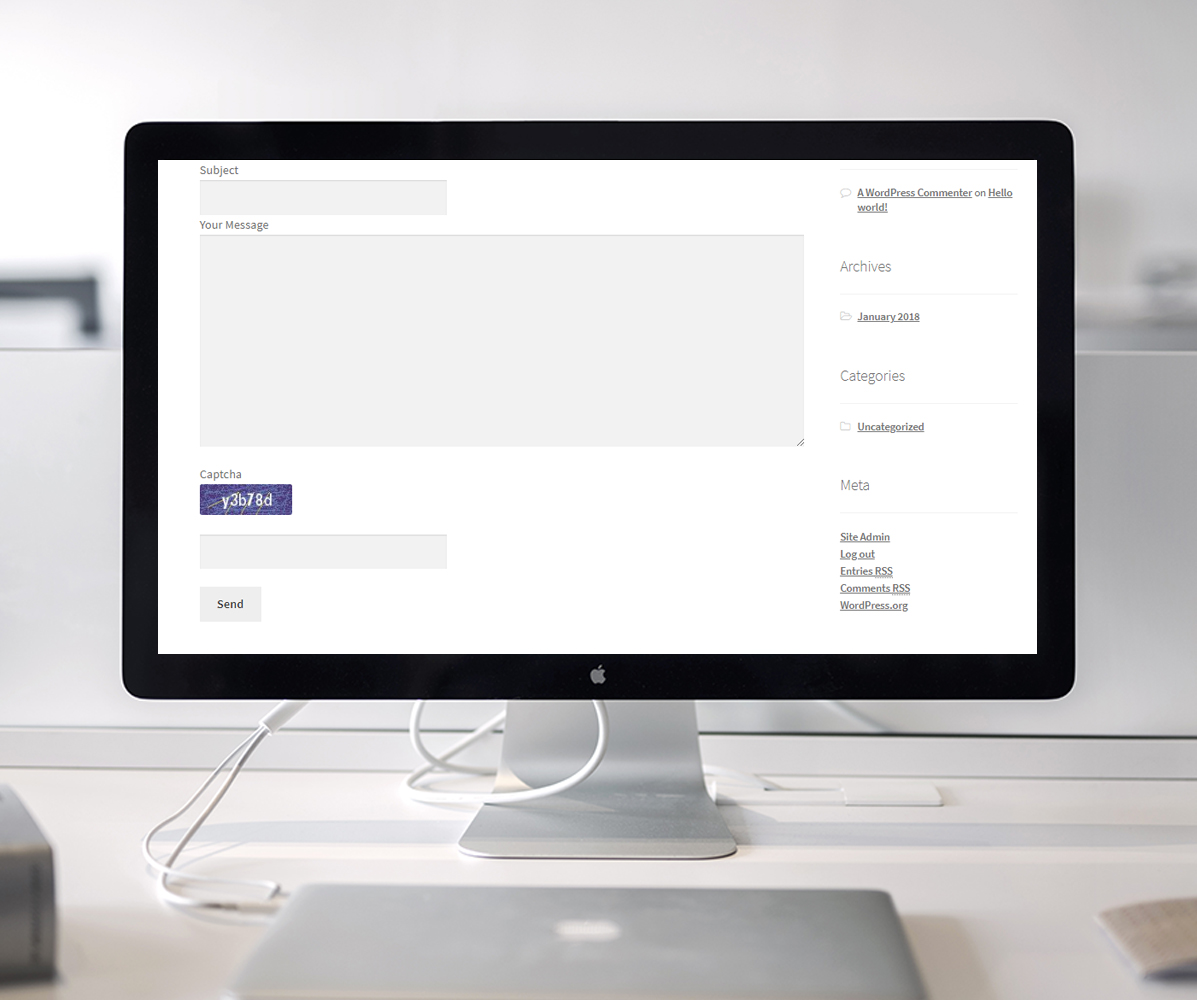 Subject
Your Message
Captcha
y3b78d
Send
A WordPress Commenter on Hello
world!
Archives
January 2018
Categories
Uncategorized
Meta
Site Admin
Log out
Entries RSS
Comments RSS
WordPress.org